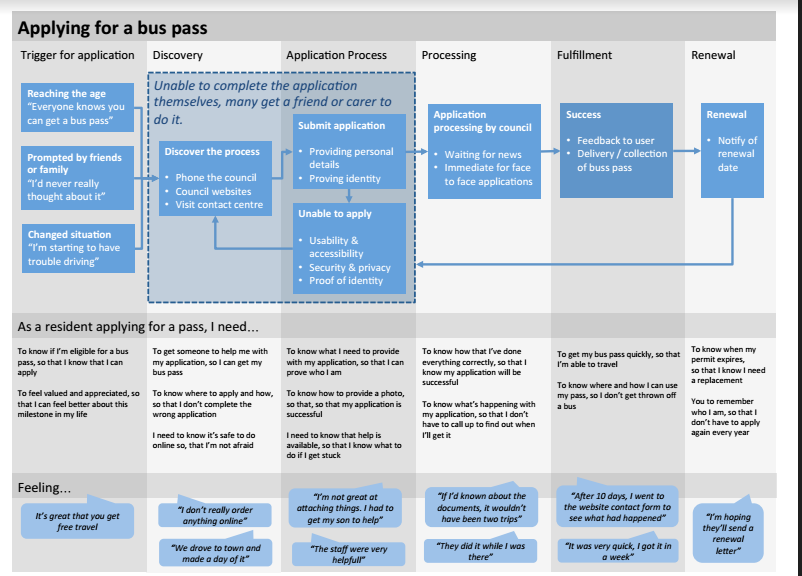 Applying for a bus pass
Trigger for application
Discovery
Application Process
Processing
Fulfillment
Renewal
Reaching the age
“Everyone knows you
can get a bus pass”
Prompted by friends
or family
“I’d never really
thought about it”
Changed situation
“I’m starting to have
trouble driving”
Unable to complete the application
themselves, many get a friend or carer to
do it.
Discover the process
• Phone the council
• Council websites
• Visit contact centre
Submit application
• Providing personal
details
• Proving identity
Unable to apply
• Usability &
accessibility
• Security & privacy
• Proof of identity
Application
processing by council
• Waiting for news
• Immediate for face
to face applications
Success
• Feedback to user
• Delivery / collection
of bus pass
Renewal
• Notify of
renewal
date
As a resident applying for a pass, I need…
To know if I’m eligible for a bus
pass, so that I know that I can
apply
To feel valued and appreciated, so
that I can feel better about this
milestone in my life
To get someone to help me with
my application, so I can get my
bus pass
To know where to apply and how,
so that I don’t complete the
wrong application
I need to know it’s safe to do
online so, that I’m not afraid
To know what I need to provide
with my application, so that I can
prove who I am
To know how to provide a photo,
so that, so that my application is
successful
I need to know that help is
available, so that I know what to
do if I get stuck
To know how that I’ve done
everything correctly, so that I
know my application will be
successful
To know what’s happening with
my application, so that I don’t
have to call up to find out when
I’ll get it
To get my bus pass quickly, so that
I’m able to travel
To know where and how I can use
my pass, so I don’t get thrown off
a bus
To know when my
permit expires,
so that I know I need
a replacement
You to remember
who I am, so that I
don’t have to apply
again every year
Feeling…
It’s great that you get
free travel
“I don’t really order
anything online”
“We drove to town and
made a day of it”
“I’m not great at
attaching things. I had to
get my son to help”
“The staff were very
helpfull”
“If I’d known about the
documents, it wouldn’t
have been two trips”
“They did it while I was
there”
“After 10 days, I went to
the website contact form to
see what had happened”
“It was very quick, I got it in
a week”
“I’m hoping
they’ll send a
renewal
letter”